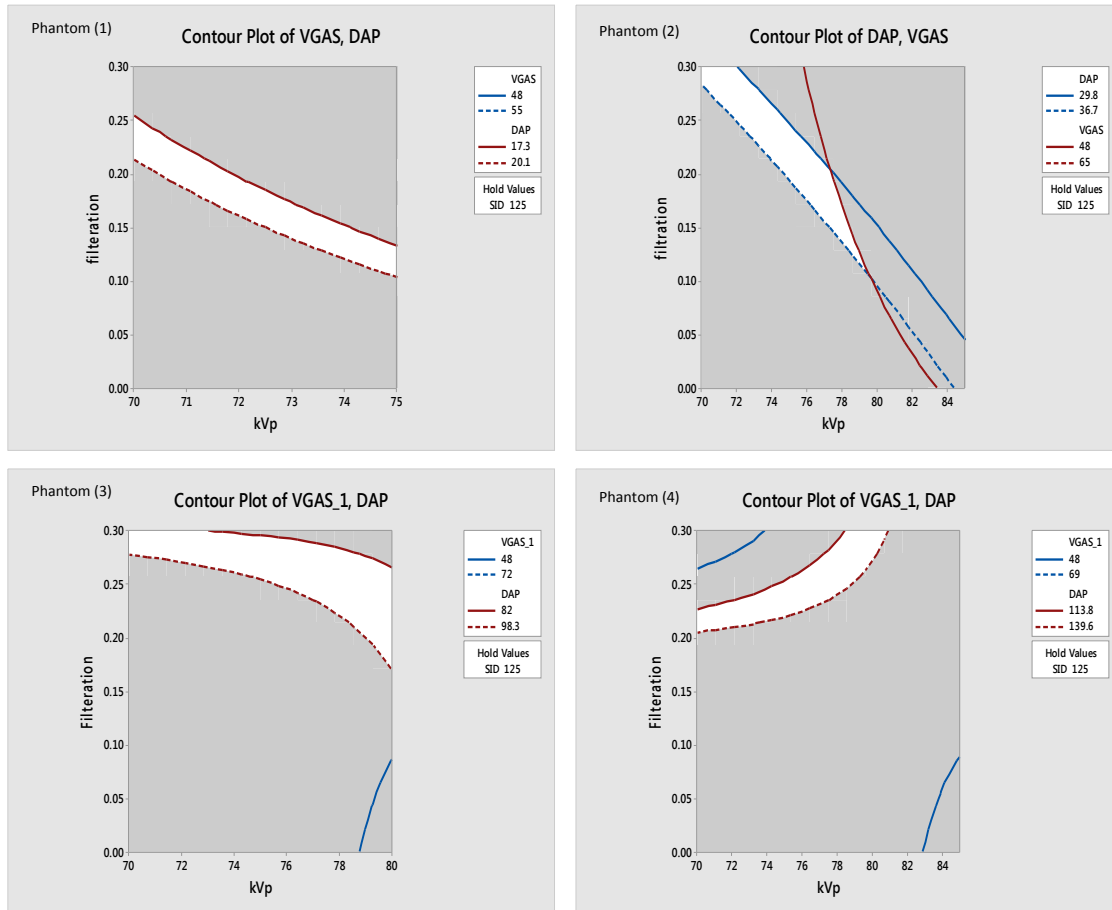 Phantom (1)
Contour Plot of VGAS, DAP
0.30
0.25
0.20
0.15
0.10
0.05
0.00
filteration
70 71 72 73 74 75
kVp
VGAS
48
55
DAP
17.3
20.1
Hold Values
SID 125
Phantom (2)
Contour Plot of DAP, VGAS
0.30
0.25
0.20
0.15
0.10
0.05
0.00
filtration
70 72 74 76 78 80 82 84
kVp
DAP
29.8
36.7
VGAS
48
65
Hold Values
SID 125
Phantom (3)
Contour Plot of VGAS_1, DAP
0.30
0.25
0.20
0.15
0.10
0.05
0.00
Filteration
70 72 74 76 78 80
kVp
VGAS_1
48
72
DAP
82
98.3
Hold Values
SID 125
Phantom (4)
Contour Plot of VGAS_1, DAP
0.30
0.25
0.20
0.15
0.10
0.05
0.00
Filteration
70 72 74 76 78 80 82 84
kVp
VGAS_1
48
69
DAP
113.8
139.6
Hold Values
SID 125